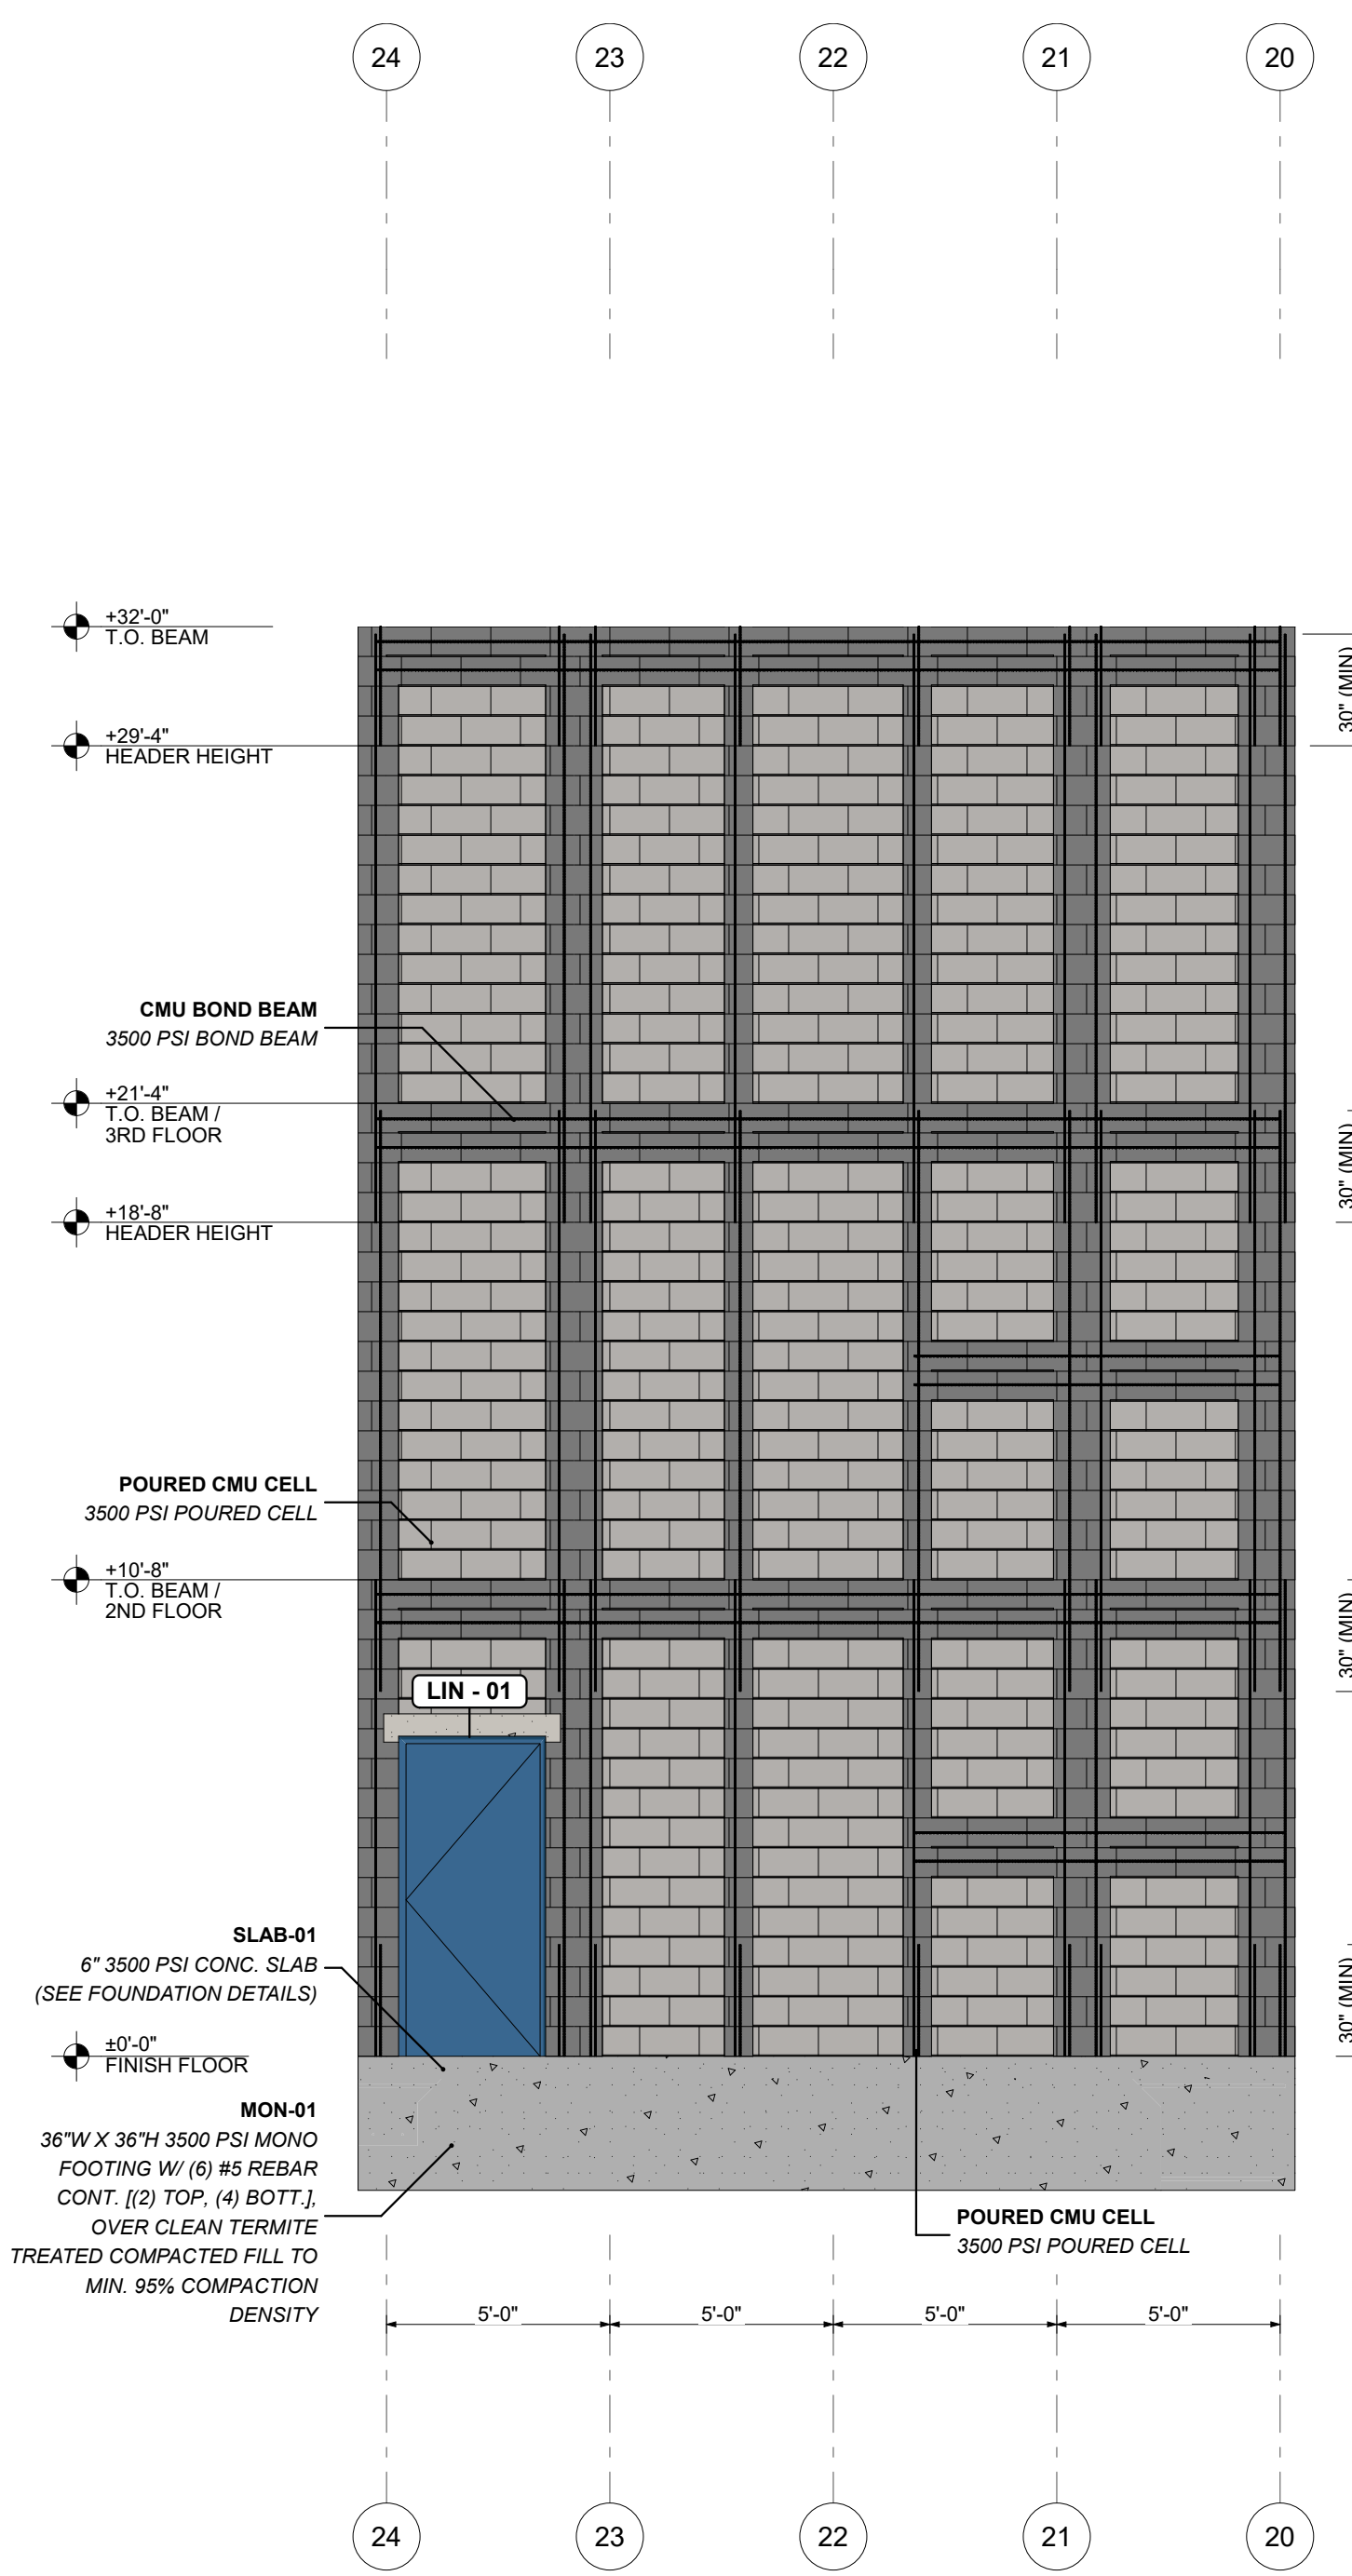 24 23 22 21 20
+32'-0"
T.O. BEAM
30" (MIN)
+29'-4"
HEADER HEIGHT
CMU BOND BEAM
3500 PSI BOND BEAM
+21'-4"
T.O. BEAM /
3RD FLOOR
30" (MIN)
+18'-8"
HEADER HEIGHT
POURED CMU CELL
3500 PSI POURED CELL
+10'-8"
T.O. BEAM /
2ND FLOOR
30" (MIN)
LIN - 01
SLAB-01
6" 3500 PSI CONC. SLAB
(SEE FOUNDATION DETAILS)
30" (MIN)
±0'-0"
FINISH FLOOR
MON-01
36"W X 36"H 3500 PSI MONO
FOOTING W/ (6) #5 REBAR
CONT. [(2) TOP, (4) BOTT.],
OVER CLEAN TERMITE
TREATED COMPACTED FILL TO
MIN. 95% COMPACTION
DENSITY
POURED CMU CELL
3500 PSI POURED CELL
5'-0" 5'-0" 5'-0" 5'-0"
24 23 22 21 20